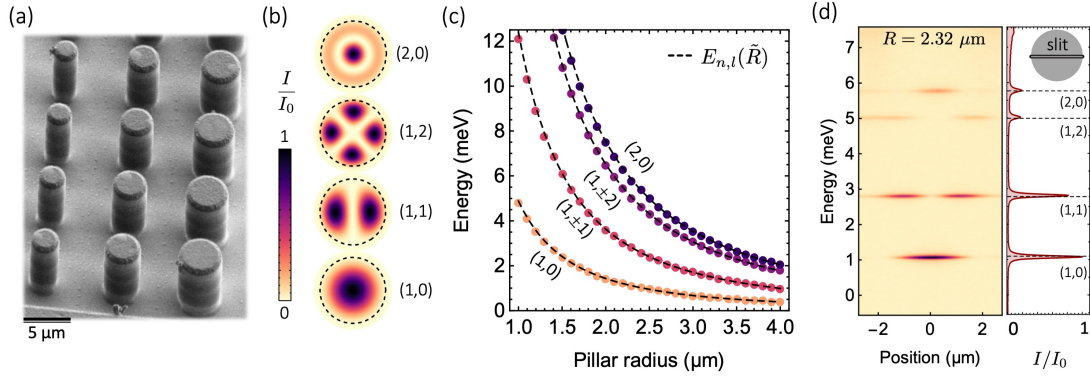 (a)
5 μm
(b)
I/I₀
1
0
(2,0)
(1,2)
(1,1)
(1,0)
(c)
Energy (meV)
12
10
8
6
4
2
0
E_{n,l}(R̃)
(2,0)
(1,±2)
(1,±1)
(1,0)
1.0 1.5 2.0 2.5 3.0 3.5 4.0
Pillar radius (μm)
(d)
Energy (meV)
7
6
5
4
3
2
1
0
R = 2.32 μm
-2 0 2
Position (μm)
slit
(2,0)
(1,2)
(1,1)
(1,0)
0 1
I/I₀